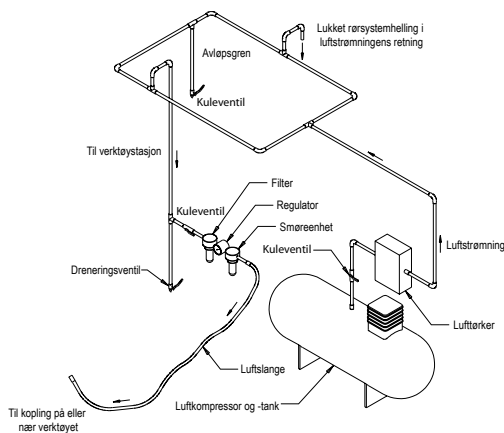 Lukket rørsystemhelling i
luftstrømningens retning
Avløpsgren
Kuleventil
Til verktøystasjon
Filter
Kuleventil
Regulator
Smøreenhet
Kuleventil
Luftstrømning
Dreneringsventil
Lufttørker
Luftslange
Luftkompressor og -tank
Til kopling på eller
nær verktøyet